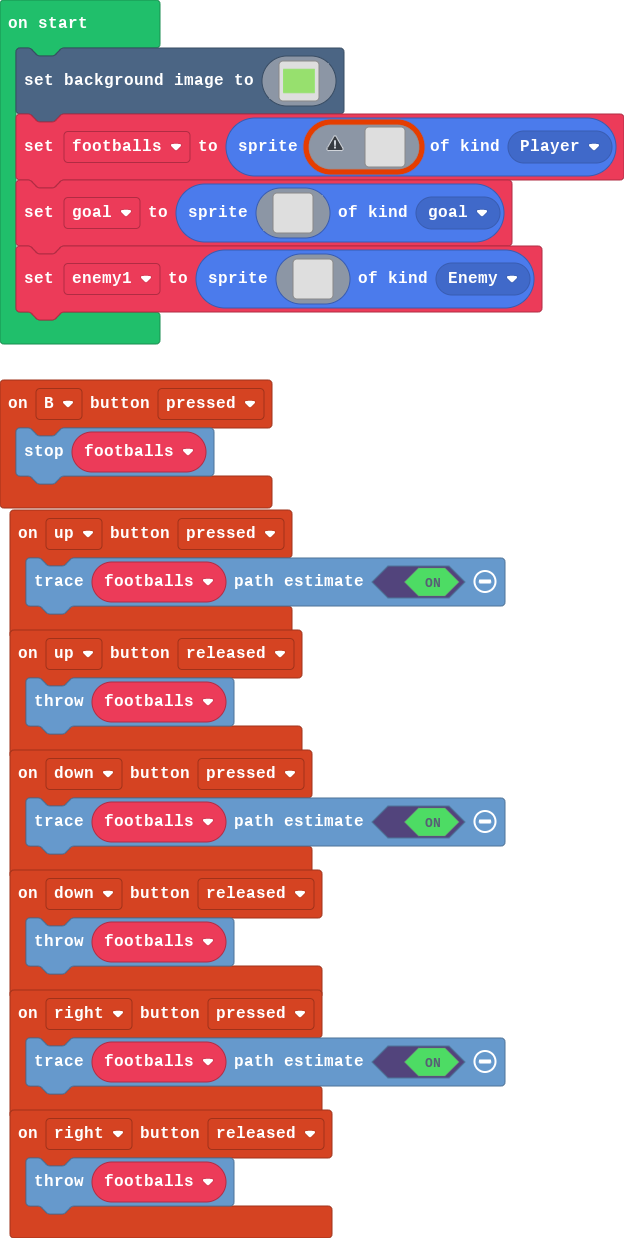 on start
set background image to
set footballs to sprite of kind Player
set goal to sprite of kind goal
set enemy1 to sprite of kind Enemy
on B button pressed
stop footballs
on up button pressed
trace footballs path estimate ON
on up button released
throw footballs
on down button pressed
trace footballs path estimate ON
on down button released
throw footballs
on right button pressed
trace footballs path estimate ON
on right button released
throw footballs